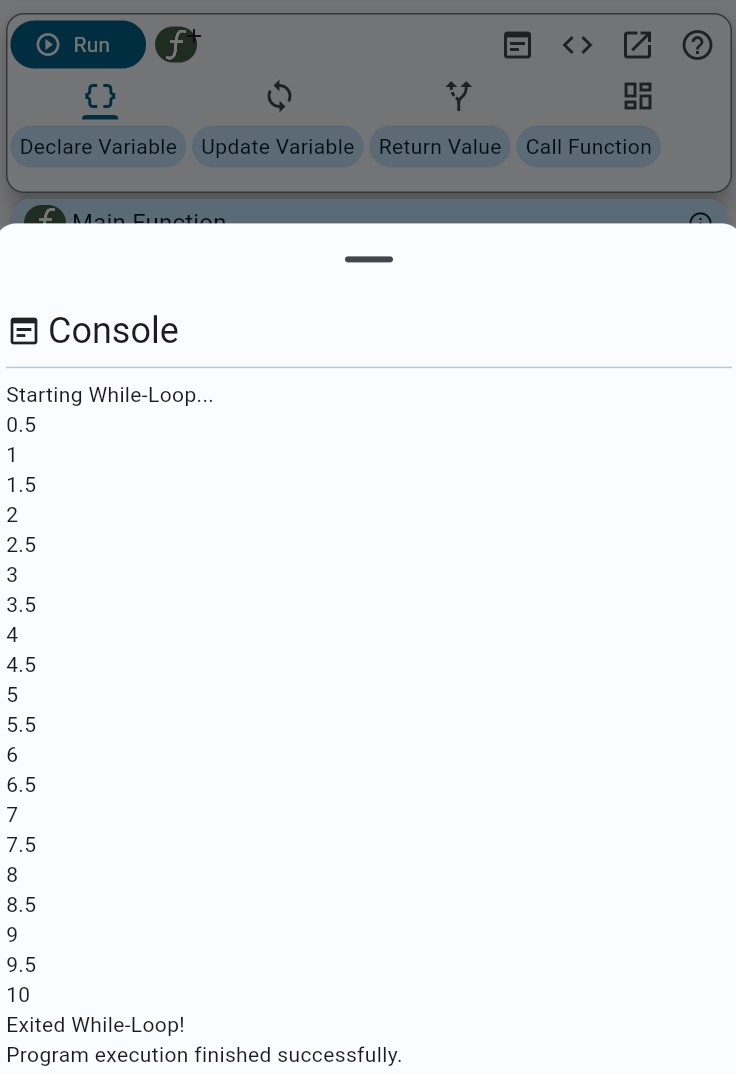 Run f+
Declare Variable Update Variable Return Value Call Function
f Main Function
Console
Starting While-Loop...
0.5
1
1.5
2
2.5
3
3.5
4
4.5
5
5.5
6
6.5
7
7.5
8
8.5
9
9.5
10
Exited While-Loop!
Program execution finished successfully.